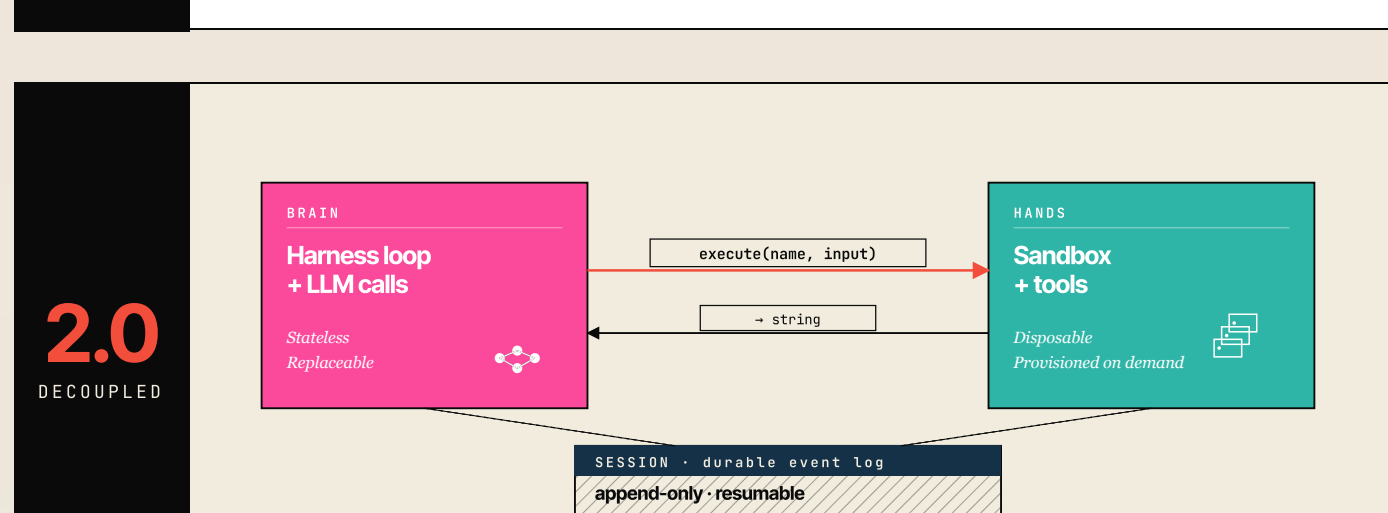 2.0
DECOUPLED
BRAIN
Harness loop
+ LLM calls
Stateless
Replaceable
execute(name, input)
→ string
HANDS
Sandbox
+ tools
Disposable
Provisioned on demand
SESSION · durable event log
append-only · resumable